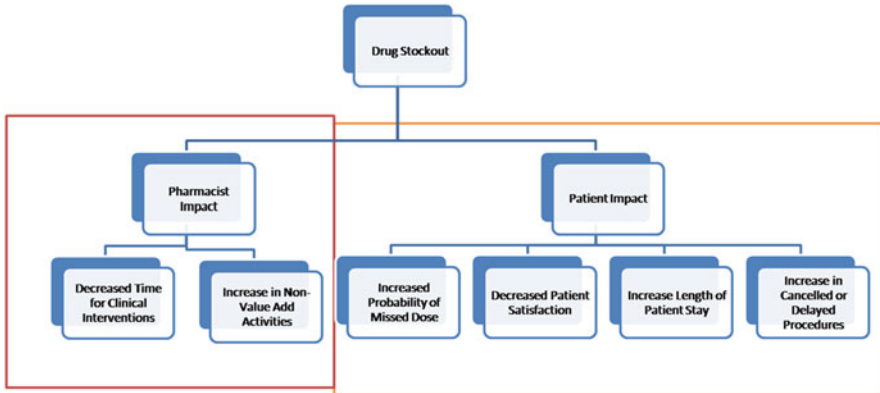 Drug Stockout
Pharmacist
Impact
Patient Impact
Decreased Time
for Clinical
Interventions
Increase in Non-
Value Add
Activities
Increased
Probability of
Missed Dose
Decreased Patient
Satisfaction
Increase Length of
Patient Stay
Increase in
Cancelled or
Delayed
Procedures